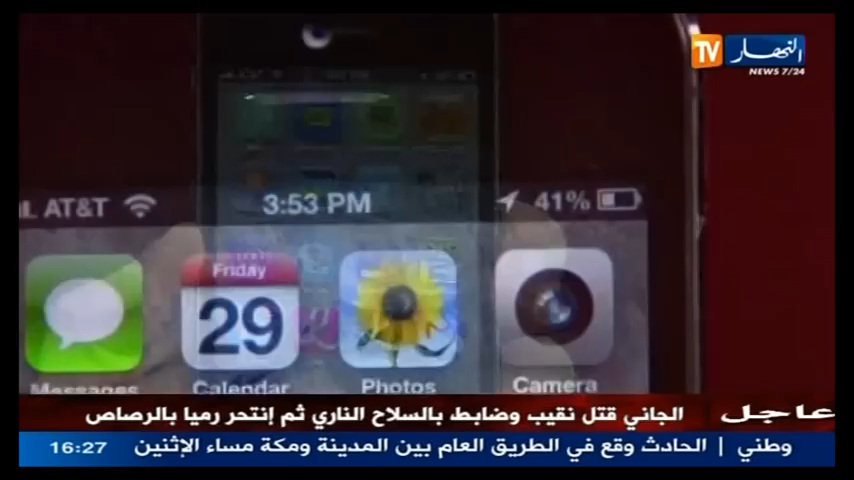 TV النهار
NEWS 7/24
AT&T 3:53 PM 41%
Friday
29
Messages Calendar Photos Camera
عاجل الجاني قتل نقيب وضابط بالسلاح الناري ثم إنتحر رميا بالرصاص
وطني | الحادث وقع في الطريق العام بين المدينة ومكة مساء الإثنين 16:27